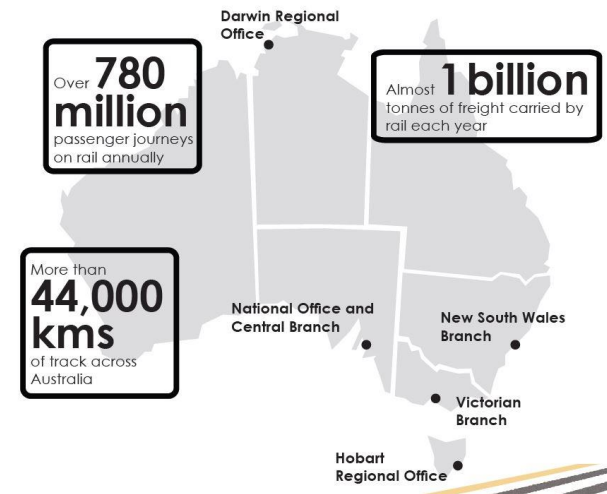 Darwin Regional
Office
Over 780
million
passenger journeys
on rail annually
Almost 1 billion
tonnes of freight carried by
rail each year
More than
44,000
kms
of track across
Australia
National Office and
Central Branch
New South Wales
Branch
Victorian
Branch
Hobart
Regional Office